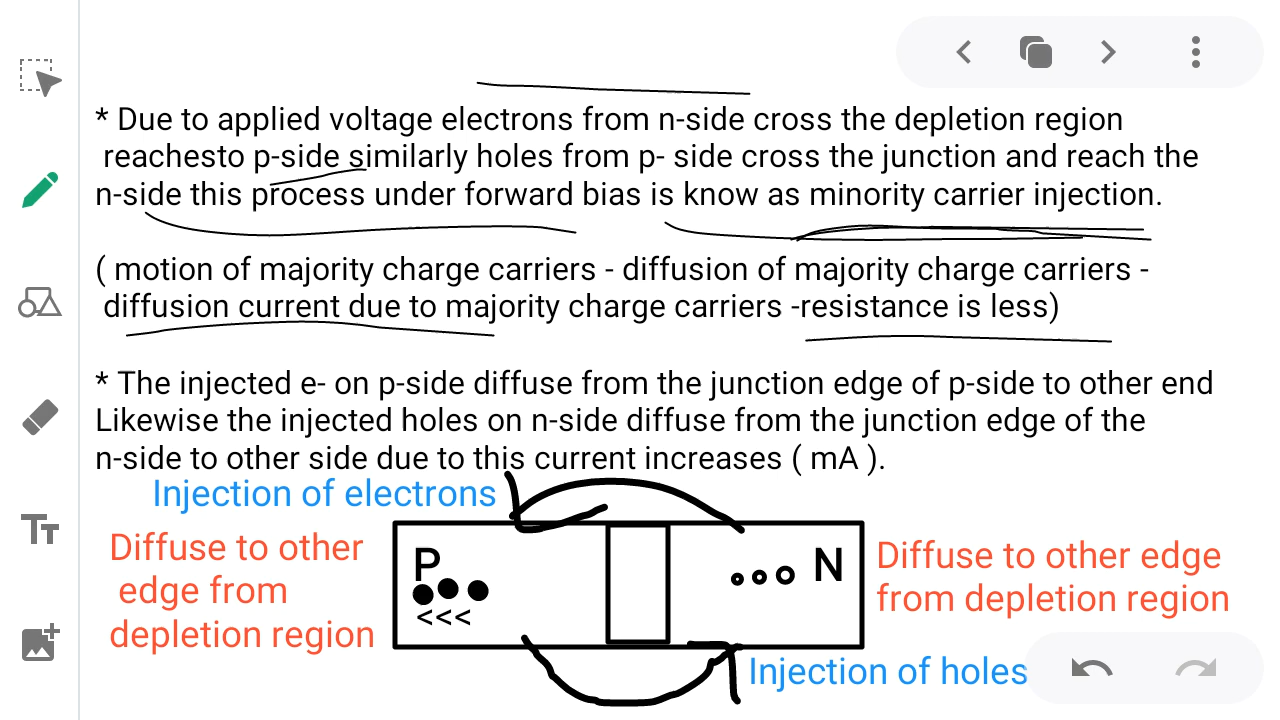 * Due to applied voltage electrons from n-side cross the depletion region
reachesto p-side similarly holes from p- side cross the junction and reach the
n-side this process under forward bias is know as minority carrier injection.
( motion of majority charge carriers - diffusion of majority charge carriers -
diffusion current due to majority charge carriers -resistance is less)
* The injected e- on p-side diffuse from the junction edge of p-side to other end
Likewise the injected holes on n-side diffuse from the junction edge of the
n-side to other side due to this current increases ( mA ).
Injection of electrons
Diffuse to other
edge from
depletion region
P
<<<
N
Diffuse to other edge
from depletion region
Injection of holes
Tт